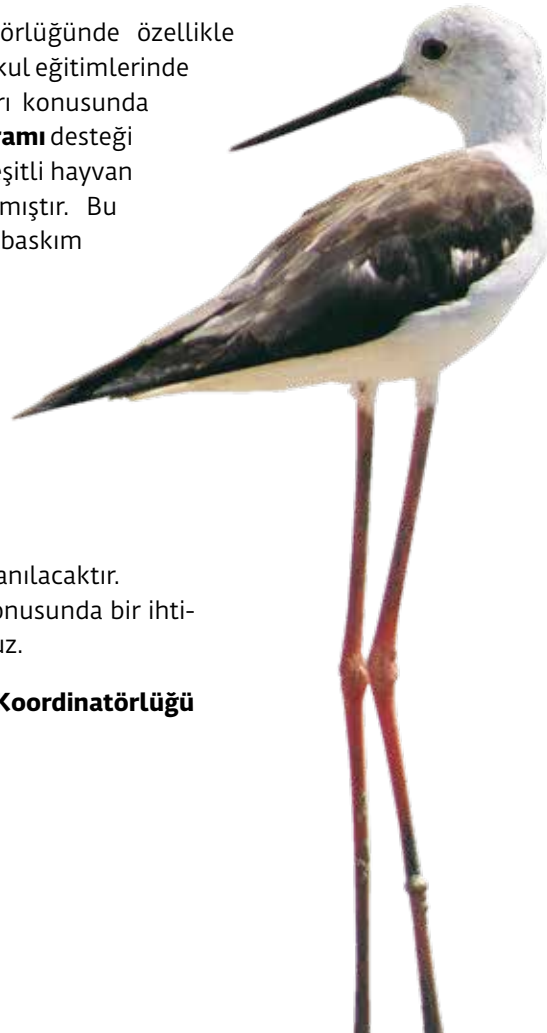 örlüğünde özellikle
kul eğitimlerinde
rı konusunda
ramı desteği
eşitli hayvan
mıştır. Bu
baskım
anılacaktır.
onusunda bir ihti-
uz.
Koordinatörlüğü